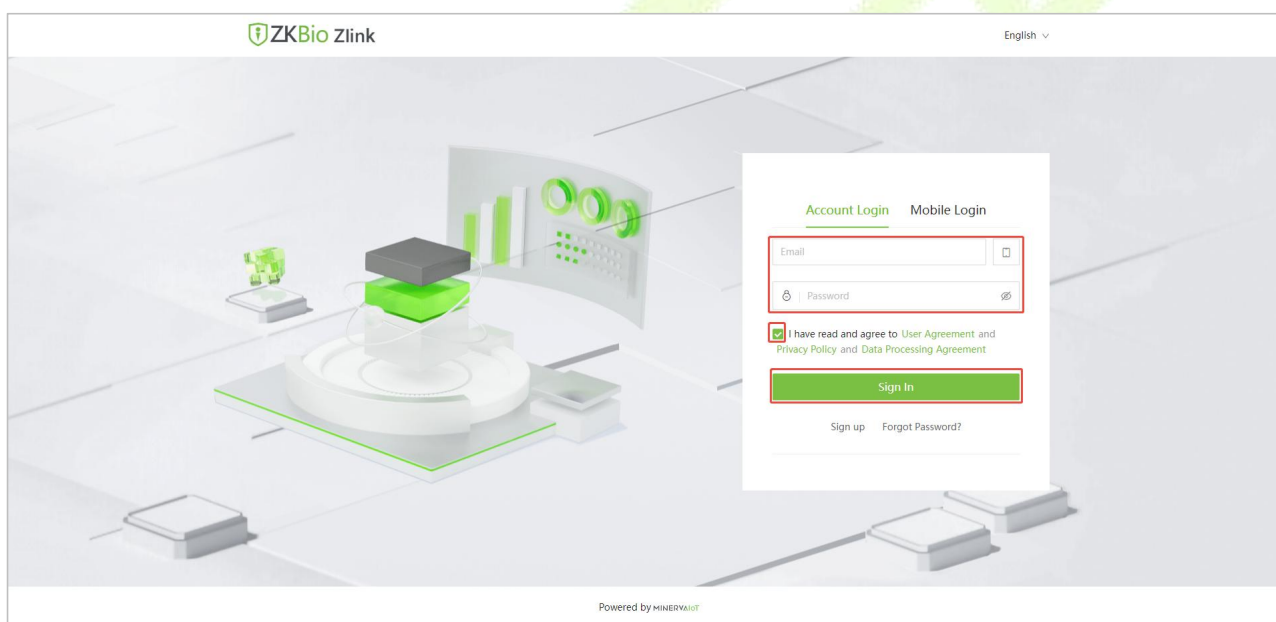 ZKBio Zlink
English
Account Login Mobile Login
Email
Password
I have read and agree to User Agreement and
Privacy Policy and Data Processing Agreement
Sign In
Sign up Forgot Password?
Powered by MINERVAIOT